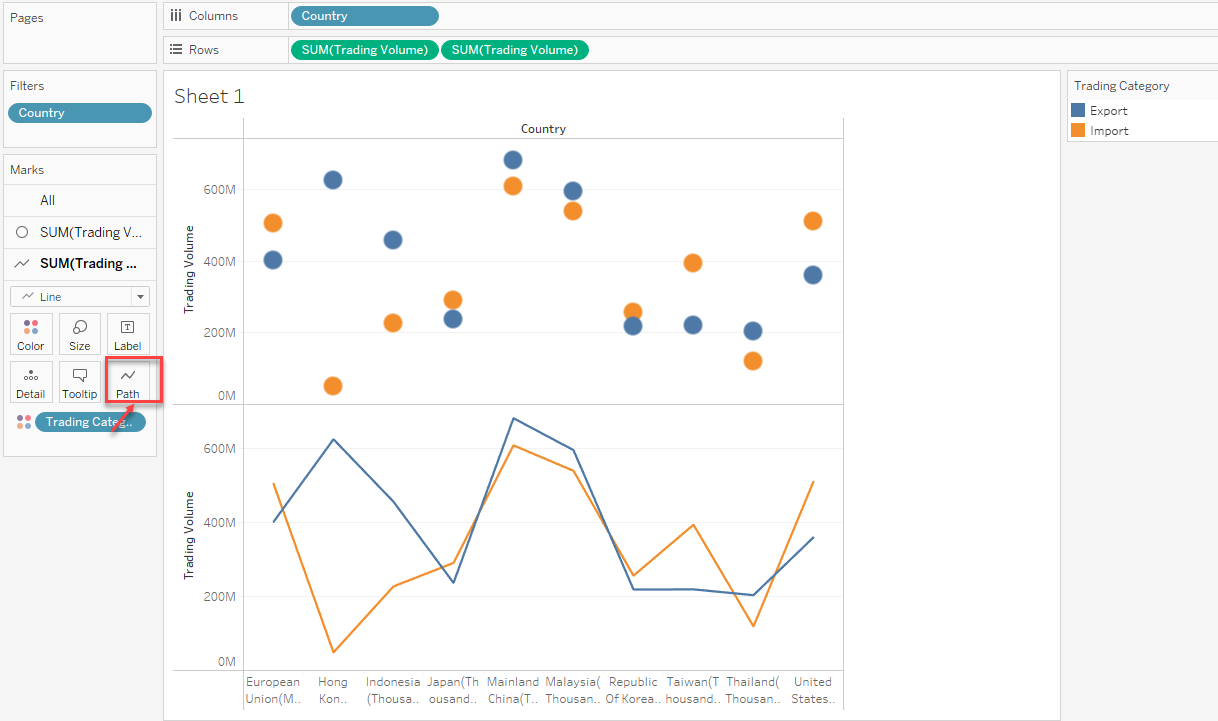 Pages
Columns
Country
Rows
SUM(Trading Volume)
SUM(Trading Volume)
Filters
Country
Marks
All
SUM(Trading V...
SUM(Trading ...
Line
Color
Size
Label
Detail
Tooltip
Path
Trading Categ..
Sheet 1
Country
Trading Volume
600M
400M
200M
0M
Trading Volume
600M
400M
200M
0M
European
Union(M..
Hong
Kon..
Indonesia
(Thousa..
Japan(Th
ousand..
Mainland
China(T..
Malaysia(
Thousan..
Republic
Of Korea..
Taiwan(T
housand..
Thailand(
Thousan..
United
States..
Trading Category
Export
Import